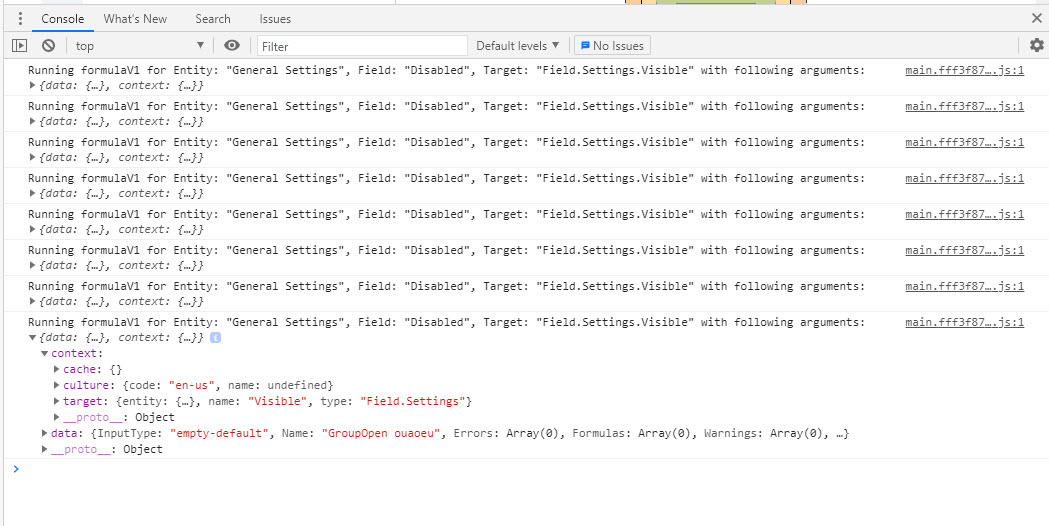 Console What's New Search Issues
top Filter Default levels No Issues
Running formulaV1 for Entity: "General Settings", Field: "Disabled", Target: "Field.Settings.Visible" with following arguments: main.fff3f87….js:1
{data: {…}, context: {…}}
Running formulaV1 for Entity: "General Settings", Field: "Disabled", Target: "Field.Settings.Visible" with following arguments: main.fff3f87….js:1
{data: {…}, context: {…}}
Running formulaV1 for Entity: "General Settings", Field: "Disabled", Target: "Field.Settings.Visible" with following arguments: main.fff3f87….js:1
{data: {…}, context: {…}}
Running formulaV1 for Entity: "General Settings", Field: "Disabled", Target: "Field.Settings.Visible" with following arguments: main.fff3f87….js:1
{data: {…}, context: {…}}
Running formulaV1 for Entity: "General Settings", Field: "Disabled", Target: "Field.Settings.Visible" with following arguments: main.fff3f87….js:1
{data: {…}, context: {…}}
Running formulaV1 for Entity: "General Settings", Field: "Disabled", Target: "Field.Settings.Visible" with following arguments: main.fff3f87….js:1
{data: {…}, context: {…}}
Running formulaV1 for Entity: "General Settings", Field: "Disabled", Target: "Field.Settings.Visible" with following arguments: main.fff3f87….js:1
{data: {…}, context: {…}}
Running formulaV1 for Entity: "General Settings", Field: "Disabled", Target: "Field.Settings.Visible" with following arguments: main.fff3f87….js:1
{data: {…}, context: {…}} i
context:
cache: {}
culture: {code: "en-us", name: undefined}
target: {entity: {…}, name: "Visible", type: "Field.Settings"}
__proto__: Object
data: {InputType: "empty-default", Name: "GroupOpen ouaoeu", Errors: Array(0), Formulas: Array(0), Warnings: Array(0), …}
__proto__: Object